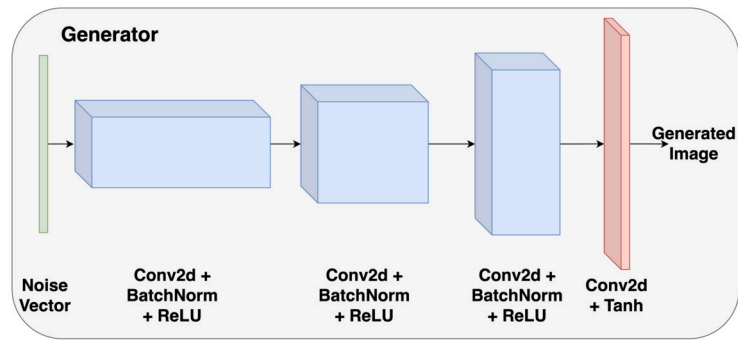 Generator
Generated
Image
Noise
Vector
Conv2d +
BatchNorm
+ ReLU
Conv2d +
BatchNorm
+ ReLU
Conv2d +
BatchNorm
+ ReLU
Conv2d
+ Tanh